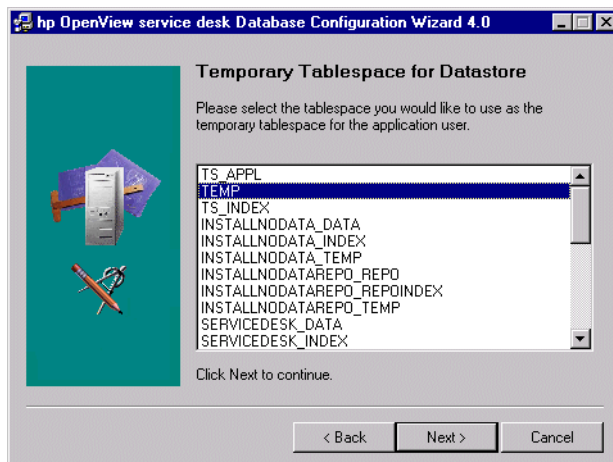 hp OpenView service desk Database Configuration Wizard 4.0
Temporary Tablespace for Datastore
Please select the tablespace you would like to use as the
temporary tablespace for the application user.
TS_APPL
TEMP
TS_INDEX
INSTALLNODATA_DATA
INSTALLNODATA_INDEX
INSTALLNODATA_TEMP
INSTALLNODATAREPO_REPO
INSTALLNODATAREPO_REPOINDEX
INSTALLNODATAREPO_TEMP
SERVICEDESK_DATA
SERVICEDESK_INDEX
Click Next to continue.
< Back
Next >
Cancel